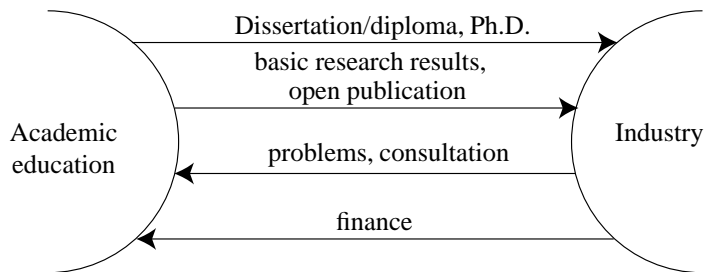 Dissertation/diploma, Ph.D.
basic research results,
open publication
Academic
education
Industry
problems, consultation
finance